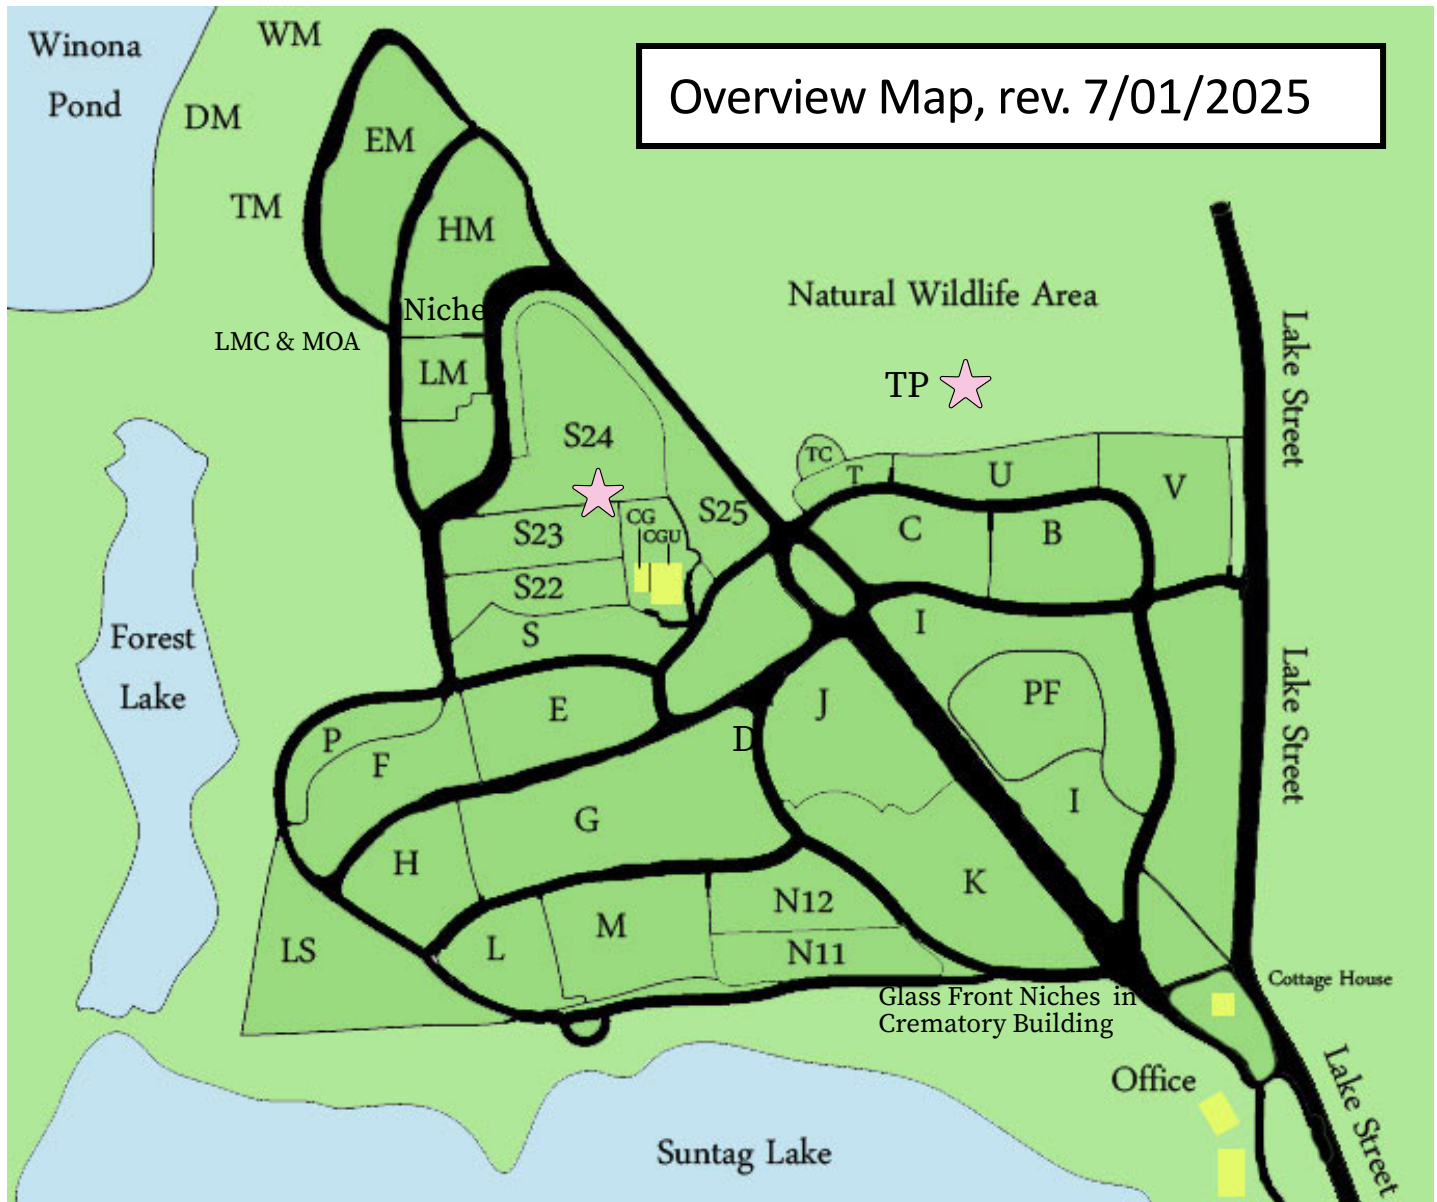 Winona
Pond
WM
DM
EM
TM
HM
Overview Map, rev. 7/01/2025
Niche
LMC & MOA
LM
Natural Wildlife Area
TP
Lake Street
S24
TC
T
U
V
S25
C
B
CG
CGU
S23
S22
S
I
Forest
Lake
PF
E
J
P
F
D
Lake Street
I
G
H
K
N12
M
L
N11
LS
Cottage House
Glass Front Niches in
Crematory Building
Office
Lake Street
Suntag Lake